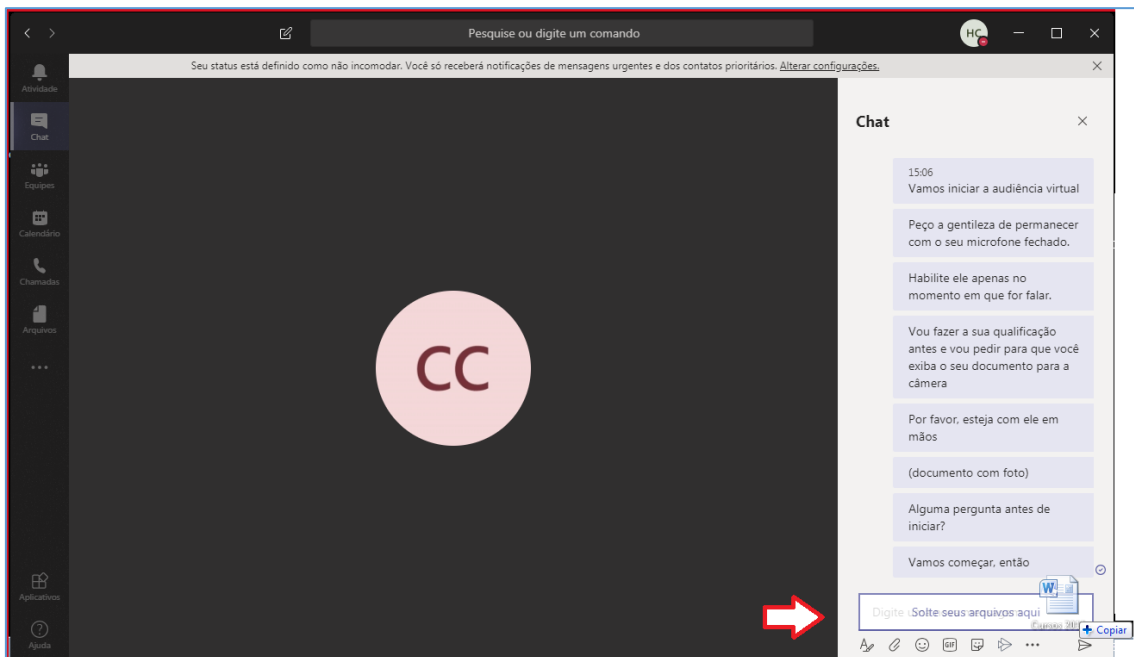 Pesquise ou digite um comando
HC
Seu status está definido como não incomodar. Você só receberá notificações de mensagens urgentes e dos contatos prioritários. Alterar configurações.
Atividade
Chat
Equipes
Calendário
Chamadas
Arquivos
Aplicativos
Ajuda
CC
Chat
15:06
Vamos iniciar a audiência virtual
Peço a gentileza de permanecer
com o seu microfone fechado.
Habilite ele apenas no
momento em que for falar.
Vou fazer a sua qualificação
antes e vou pedir para que você
exiba o seu documento para a
câmera
Por favor, esteja com ele em
mãos
(documento com foto)
Alguma pergunta antes de
iniciar?
Vamos começar, então
Digite
Solte seus arquivos aqui
W
Copiar
GIF